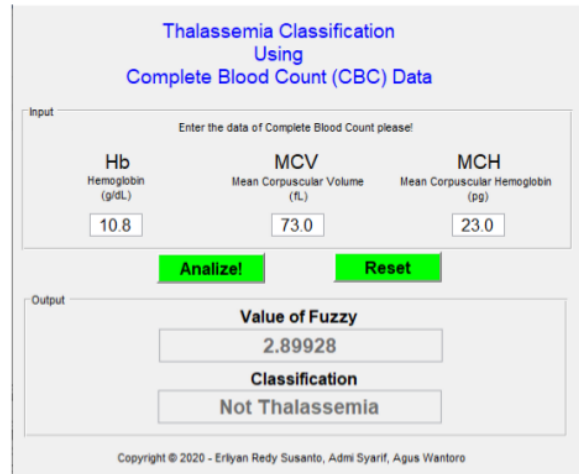 Thalassemia Classification
Using
Complete Blood Count (CBC) Data
Input
Enter the data of Complete Blood Count please!
Hb MCV MCH
Hemoglobin Mean Corpuscular Volume Mean Corpuscular Hemoglobin
(g/dL) (fL) (pg)
10.8 73.0 23.0
Analize! Reset
Output
Value of Fuzzy
2.89928
Classification
Not Thalassemia
Copyright © 2020 - Erliyan Redy Susanto, Admi Syarif, Agus Wantoro